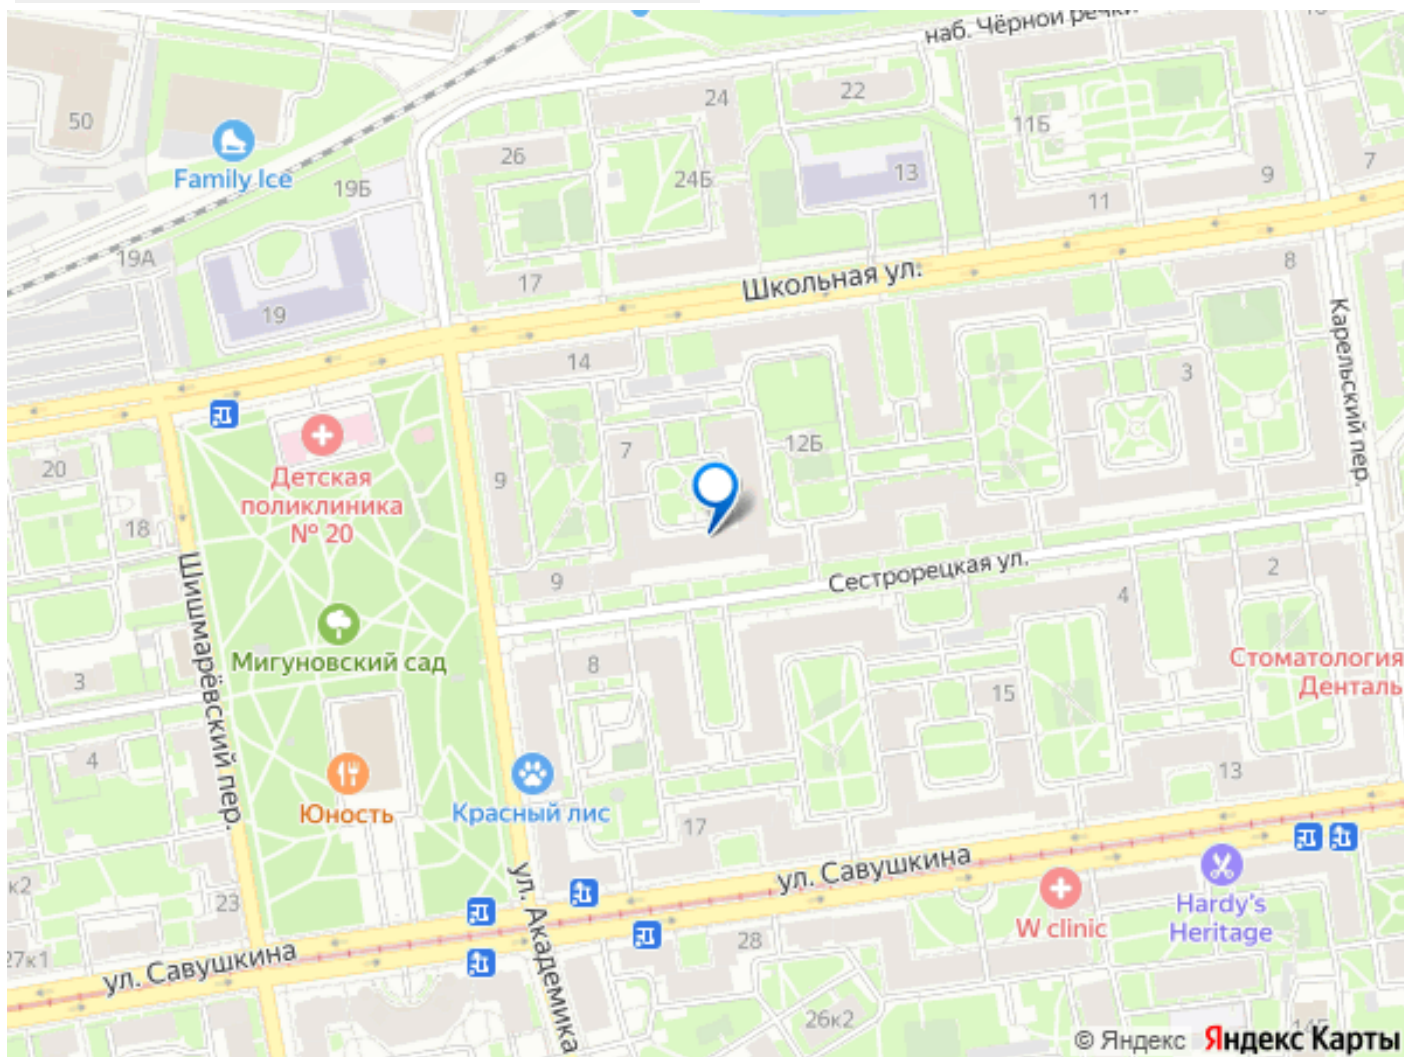 наб. Чёрной речки
24
22
50
11Б
26
13
7
Family Ice
19Б
24Б
9
11
19А
8
17
Школьная ул.
19
14
3
Карельский пер.
Детская
поликлиника
№ 20
7
12Б
20
9
18
Шишмарёвский пер.
Сестрорецкая ул.
9
2
4
Мигуновский сад
8
Стоматология
Денталь
3
15
4
13
Юность
Красный лис
17
ул. Савушкина
к2
ул. Академика
23
Hardy's
Heritage
W clinic
28
27к1
ул. Савушкина
26к2
14Б
© Яндекс Яндекс Карты